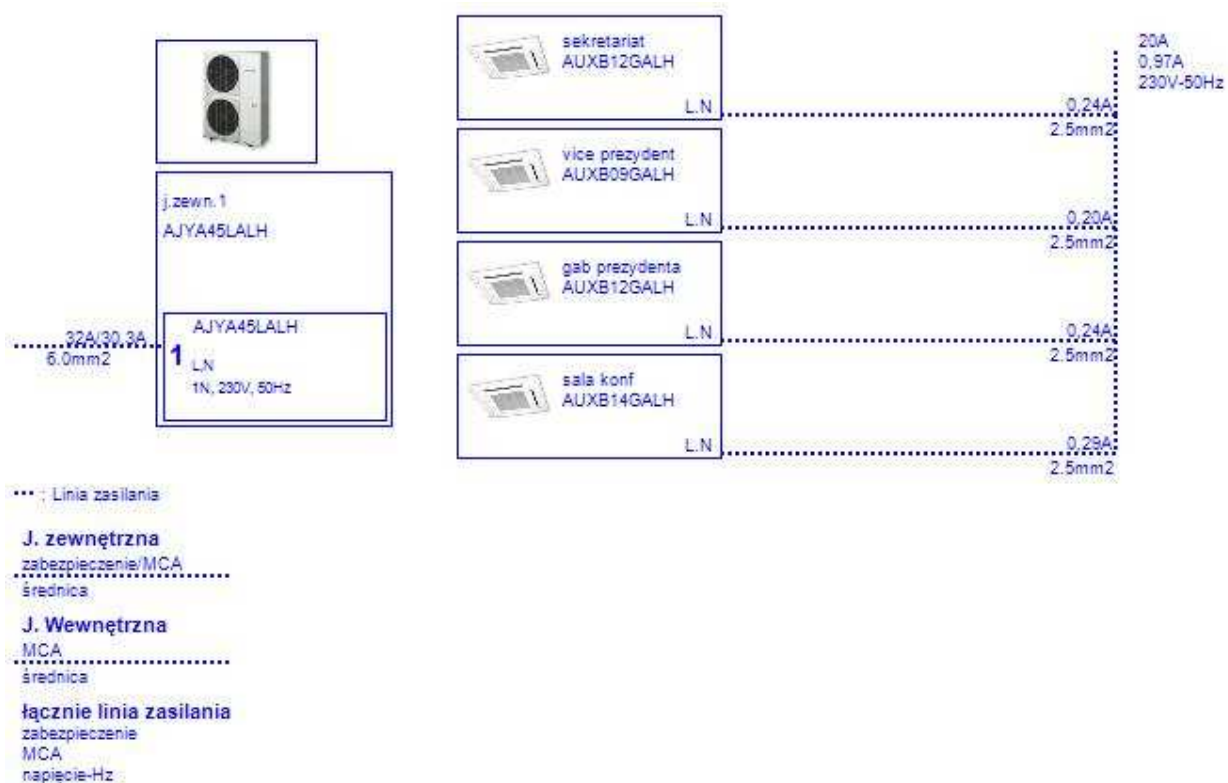 j.zewn.1
AJYA45LALH
32A/30.3A
6.0mm2
AJYA45LALH
1
L,N
1N, 230V, 50Hz
sekretariat
AUXB12GALH
L.N
0,24A
2.5mm2
vice prezydent
AUXB09GALH
L.N
0,20A
2.5mm2
gab prezydenta
AUXB12GALH
L.N
0,24A
2.5mm2
sala konf
AUXB14GALH
L.N
0,29A
2.5mm2
20A
0,97A
230V-50Hz
: Linia zasilania
J. zewnętrzna
zabezpieczenie/MCA
średnica
J. Wewnętrzna
MCA
średnica
łącznie linia zasilania
zabezpieczenie
MCA
napięcie-Hz